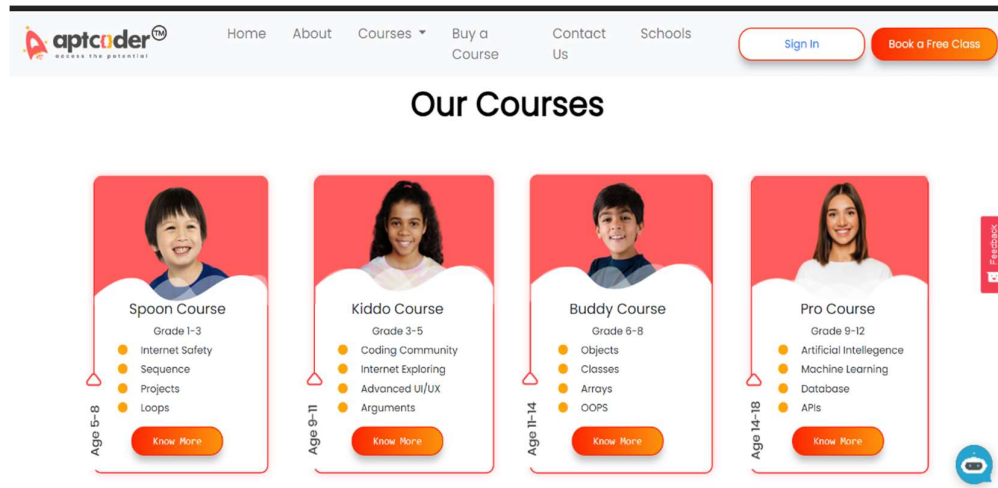 aptcoder TM
access the potential
Home About Courses Buy a Course Contact Us Schools Sign In Book a Free Class
Our Courses
Spoon Course
Grade 1-3
Internet Safety
Sequence
Projects
Loops
Know More
Age 5-8
Kiddo Course
Grade 3-5
Coding Community
Internet Exploring
Advanced UI/UX
Arguments
Know More
Age 9-11
Buddy Course
Grade 6-8
Objects
Classes
Arrays
OOPS
Know More
Age 11-14
Pro Course
Grade 9-12
Artificial Intellegence
Machine Learning
Database
APIs
Know More
Age 14-18
Feedback